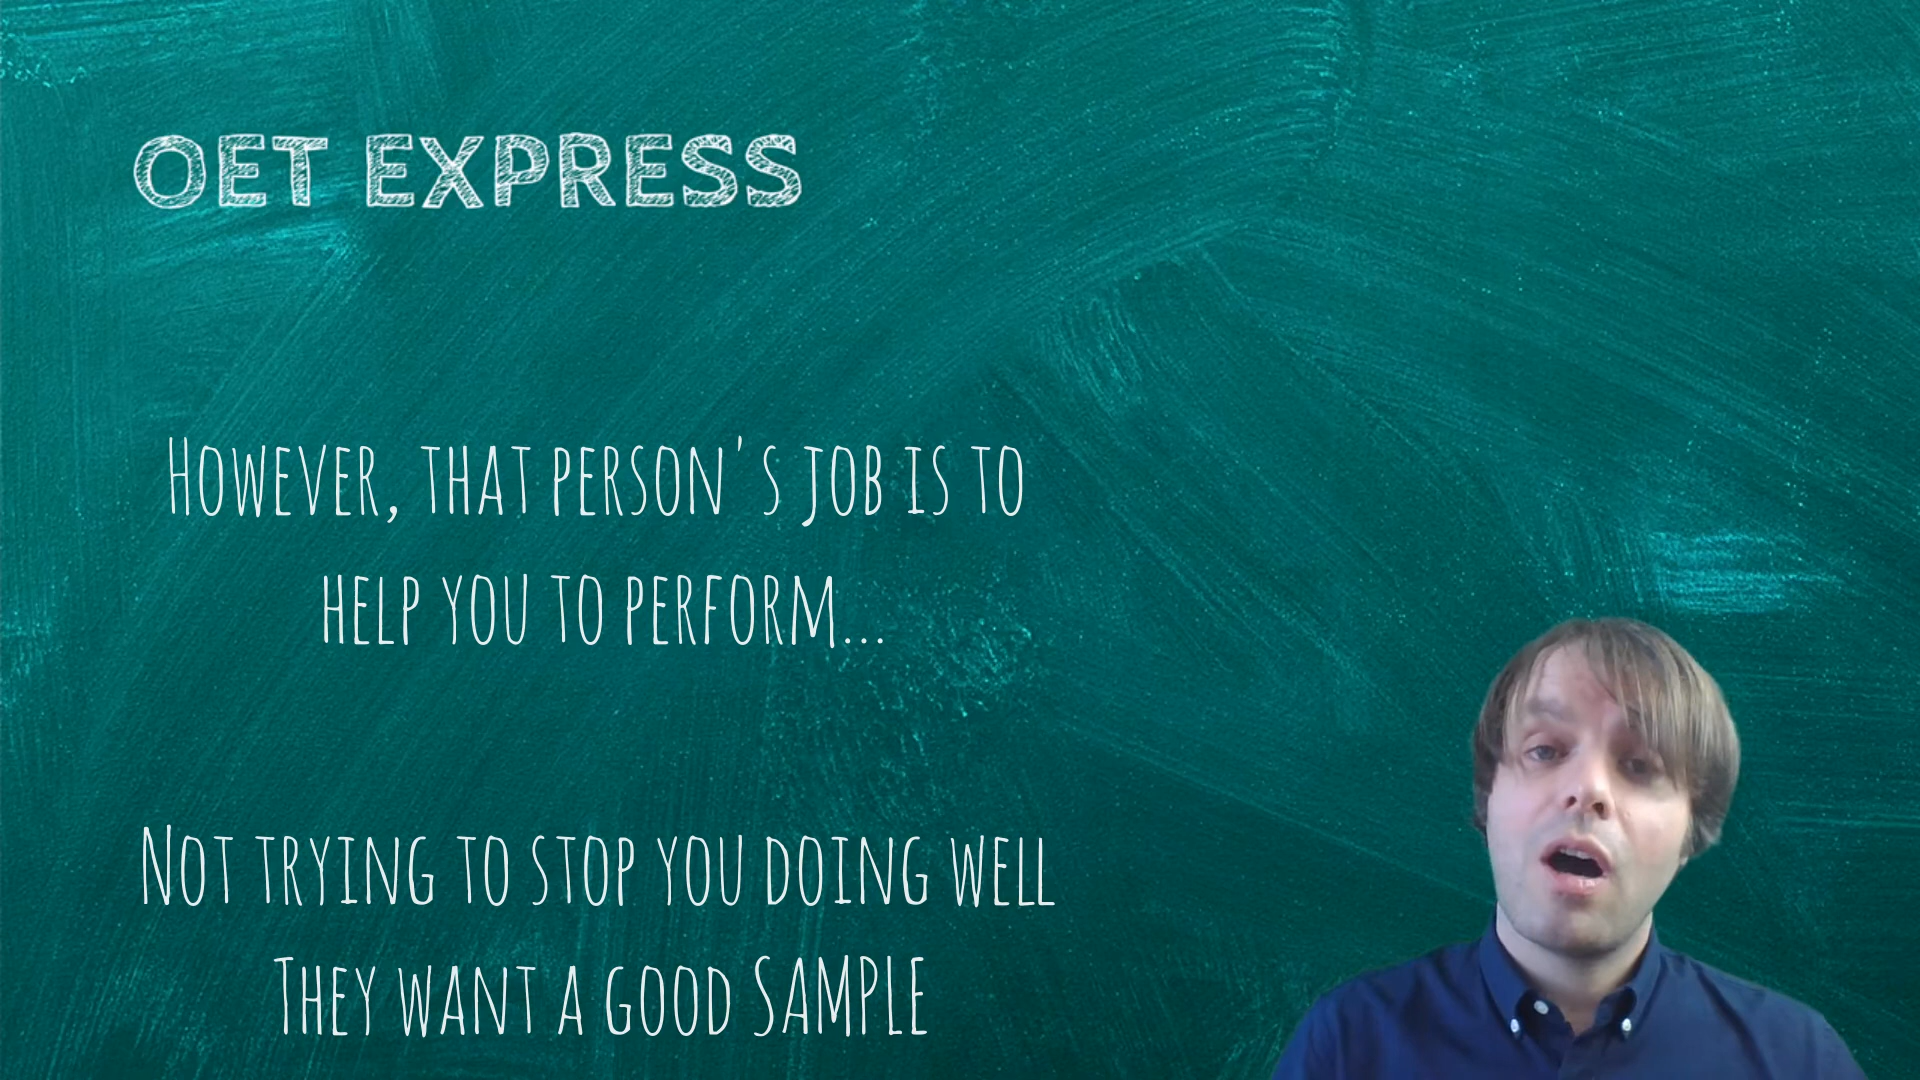 OET EXPRESS
HOWEVER, THAT PERSON'S JOB IS TO
HELP YOU TO PERFORM...
NOT TRYING TO STOP YOU DOING WELL
THEY WANT A GOOD SAMPLE